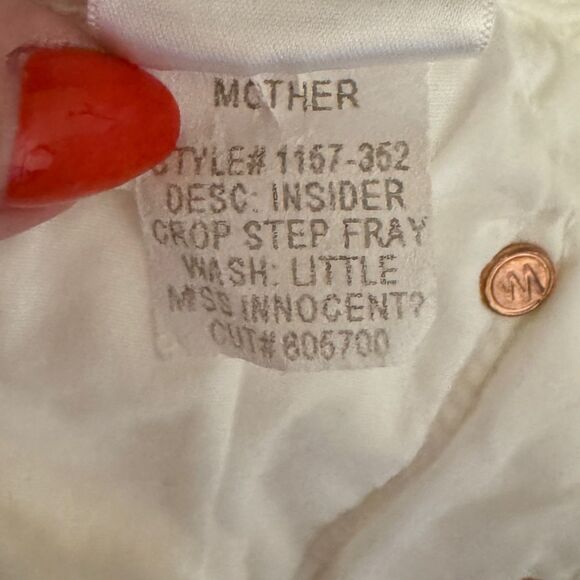 MOTHER
STYLE# 1157-352
DESC: INSIDER
CROP STEP FRAY
WASH: LITTLE
MISS INNOCENT?
CUT# 805700
M